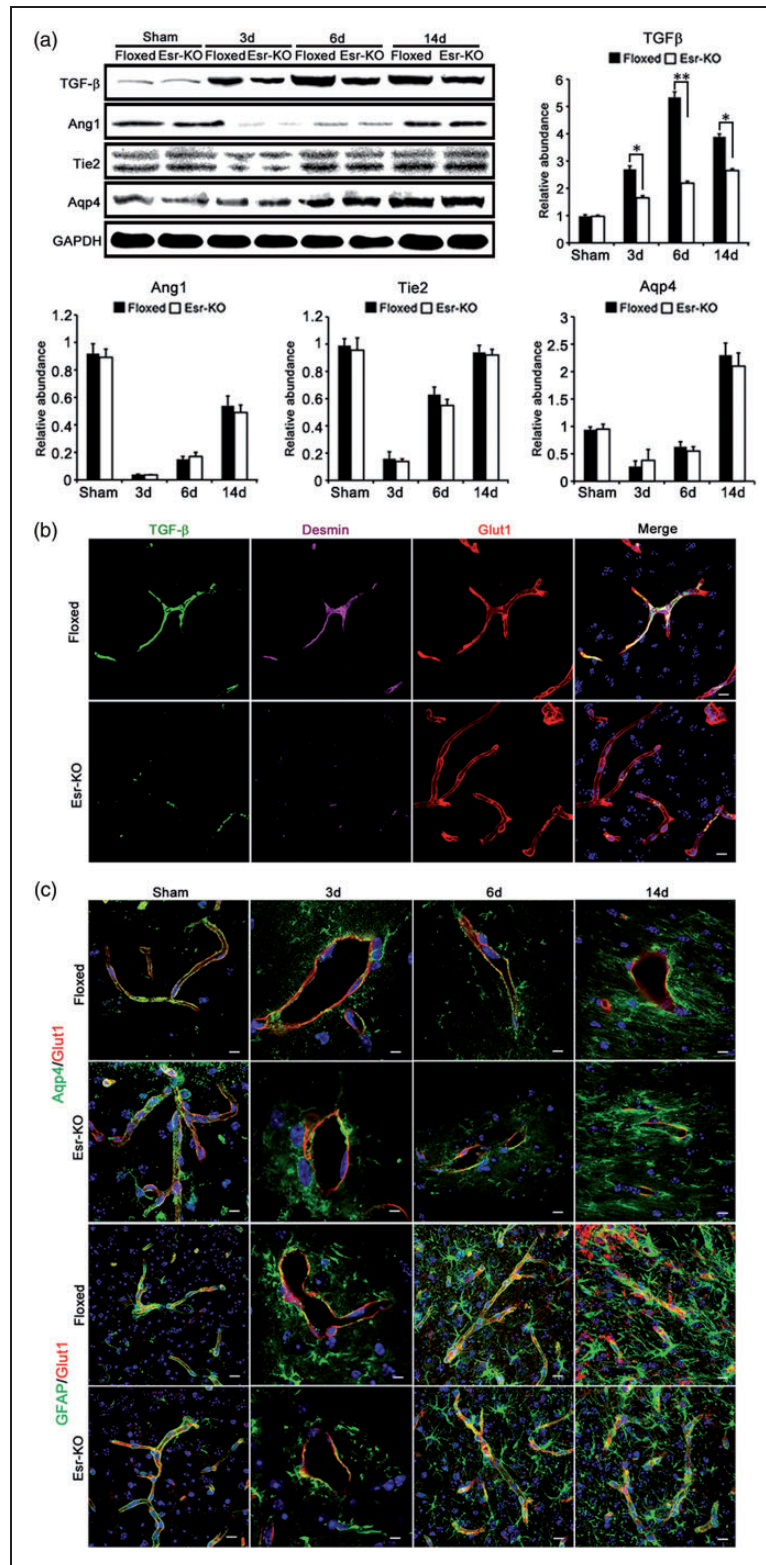 (a)
Sham 3d 6d 14d
Floxed Esr-KO Floxed Esr-KO Floxed Esr-KO Floxed Esr-KO
TGF-β
Ang1
Tie2
Aqp4
GAPDH
TGFβ
Floxed Esr-KO
Relative abundance
6
5
4
3
2
1
0
*
**
*
Sham 3d 6d 14d
Ang1
Floxed Esr-KO
Relative abundance
1.2
1
0.8
0.6
0.4
0.2
0
Sham 3d 6d 14d
Tie2
Floxed Esr-KO
Relative abundance
1.2
1
0.8
0.6
0.4
0.2
0
Sham 3d 6d 14d
Aqp4
Floxed Esr-KO
Relative abundance
3
2.5
2
1.5
1
0.5
0
Sham 3d 6d 14d
(b)
TGF-β Desmin Glut1 Merge
Floxed
Esr-KO
(c)
Sham 3d 6d 14d
Aqp4/Glut1
Floxed
Esr-KO
GFAP/Glut1
Floxed
Esr-KO